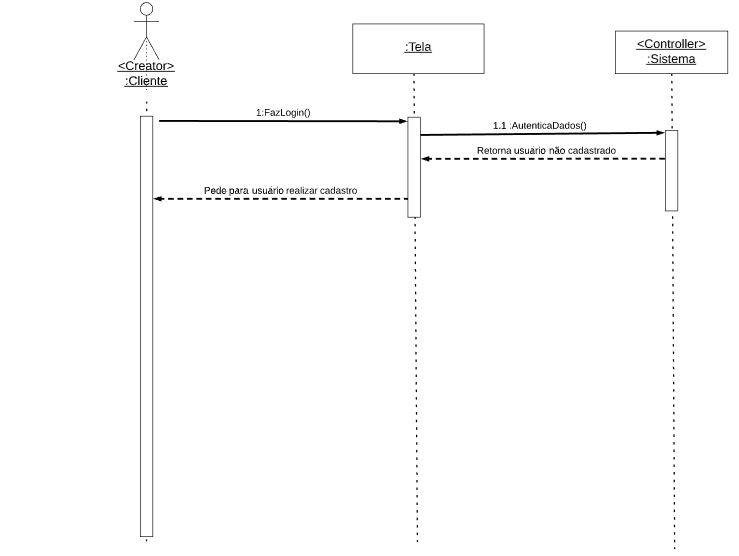 <Creator>
:Cliente
:Tela
<Controller>
:Sistema
1:FazLogin()
1.1 :AutenticaDados()
Retorna usuário não cadastrado
Pede para usuário realizar cadastro